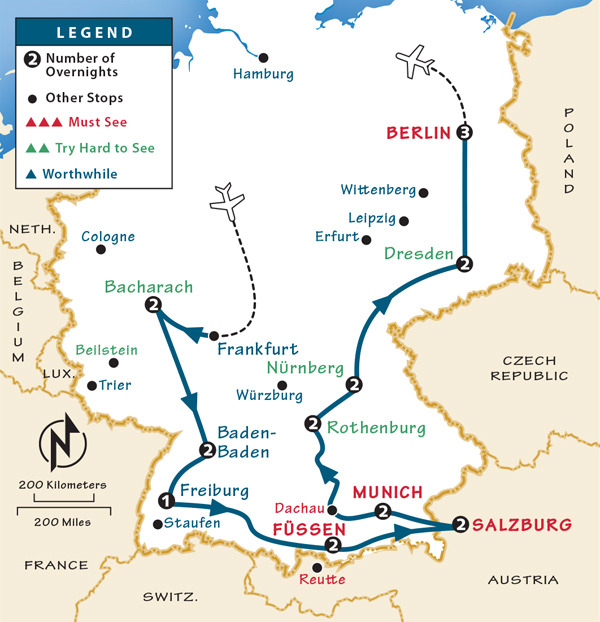 LEGEND
2 Number of
Overnights
Other Stops
Must See
Try Hard to See
Worthwhile
Hamburg
POLAND
BERLIN 3
Wittenberg
Leipzig
Erfurt
NETH.
Cologne
BELGIUM
Dresden 2
Bacharach
2
Frankfurt
Beilstein
Nürnberg
2
LUX.
Trier
Würzburg
CZECH
REPUBLIC
2 Rothenburg
Baden-
Baden
2
N
200 Kilometers
200 Miles
1 Freiburg
Staufen
Dachau
MUNICH
2
FÜSSEN
2
2 SALZBURG
Reutte
FRANCE
SWITZ.
AUSTRIA